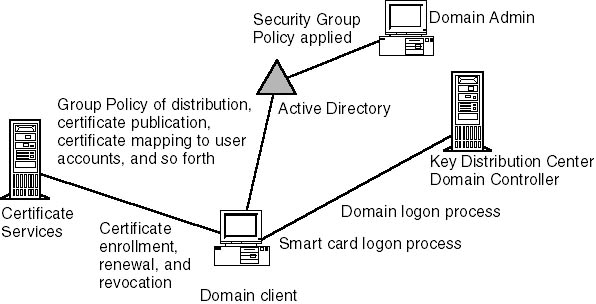 Security Group
Policy applied
Domain Admin
Group Policy of distribution,
certificate publication,
certificate mapping to user
accounts, and so forth
Active Directory
Key Distribution Center
Domain Controller
Certificate
Services
Domain logon process
Certificate
enrollment,
renewal, and
revocation
Smart card logon process
Domain client